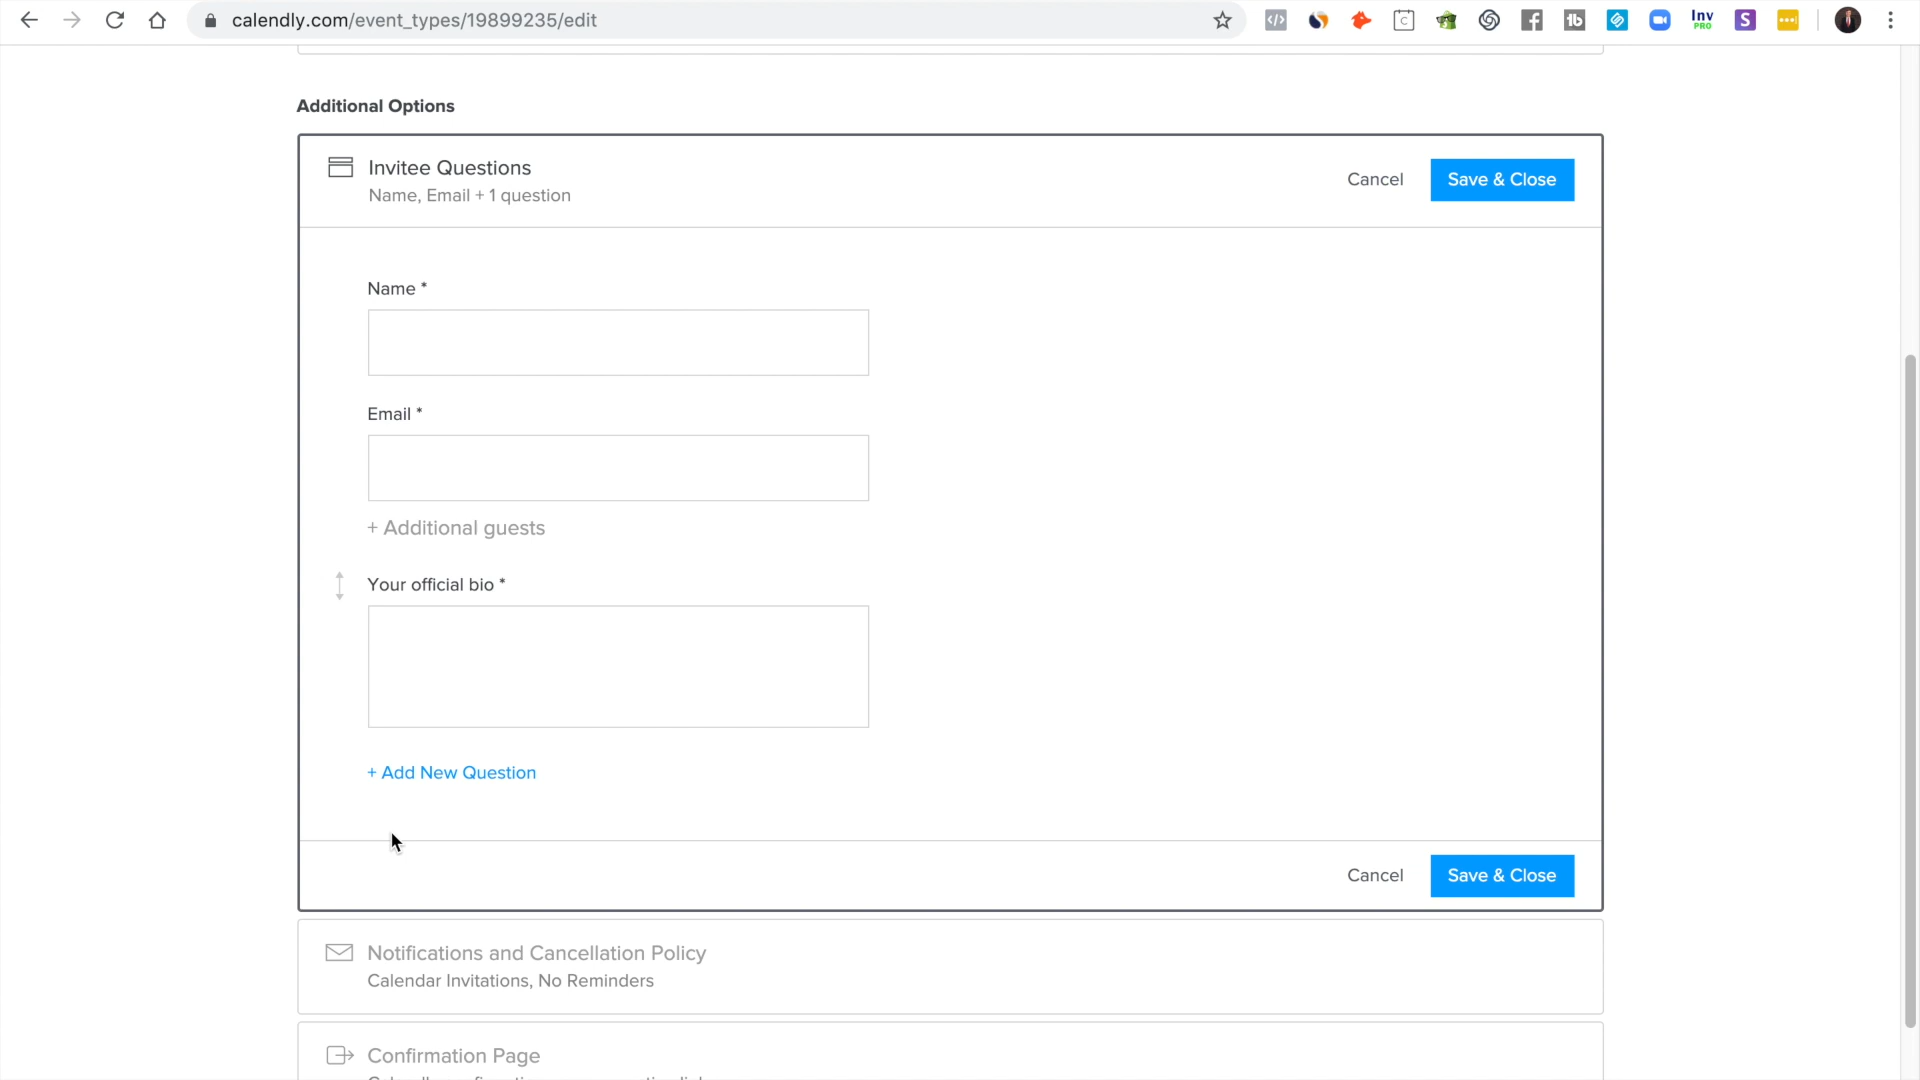 calendly.com/event_types/19899235/edit
Inv
PRO
Additional Options
Invitee Questions
Name, Email + 1 question
Cancel
Save & Close
Name *
Email *
+ Additional guests
Your official bio *
+ Add New Question
Cancel
Save & Close
Notifications and Cancellation Policy
Calendar Invitations, No Reminders
Confirmation Page